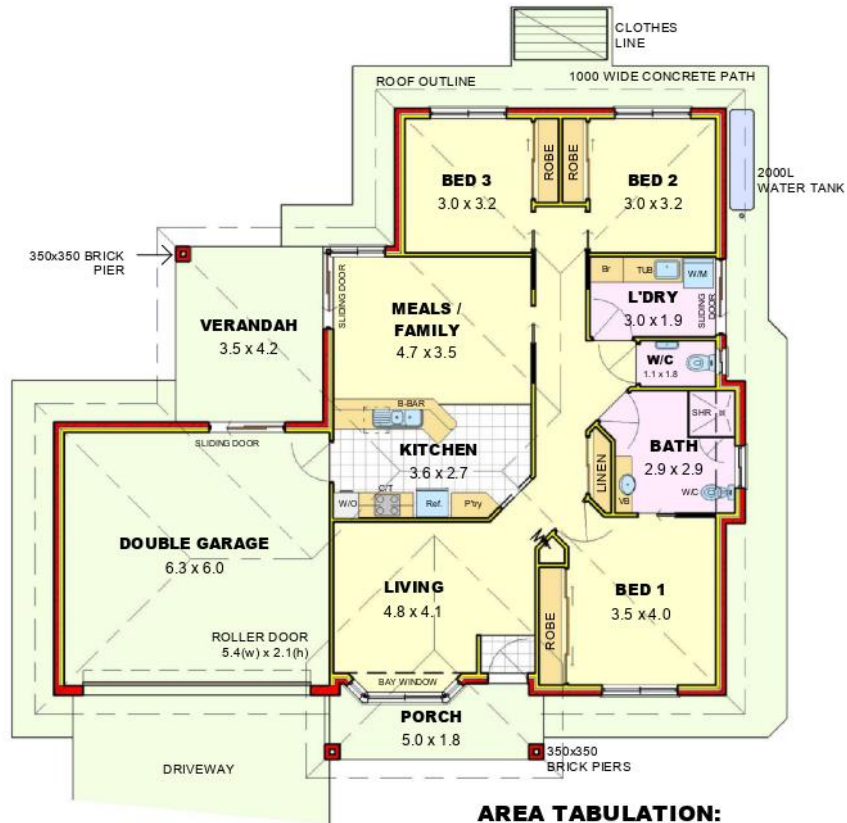 CLOTHES
LINE
ROOF OUTLINE
1000 WIDE CONCRETE PATH
BED 3
3.0 x 3.2
ROBE
ROBE
BED 2
3.0 x 3.2
2000L
WATER TANK
350x350 BRICK
PIER
VERANDAH
3.5 x 4.2
SLIDING DOOR
MEALS /
FAMILY
4.7 x 3.5
Br
TUB
W/M
L'DRY
3.0 x 1.9
SLIDING
DOOR
W/C
1.1 x 1.8
B-BAR
SLIDING DOOR
KITCHEN
3.6 x 2.7
W/O
C/T
Ref.
P'try
LINEN
SHR
BATH
2.9 x 2.9
VB
W/C
DOUBLE GARAGE
6.3 x 6.0
ROLLER DOOR
5.4(w) x 2.1(h)
LIVING
4.8 x 4.1
ROBE
BED 1
3.5 x 4.0
BAY WINDOW
PORCH
5.0 x 1.8
350x350
BRICK PIERS
DRIVEWAY
AREA TABULATION: